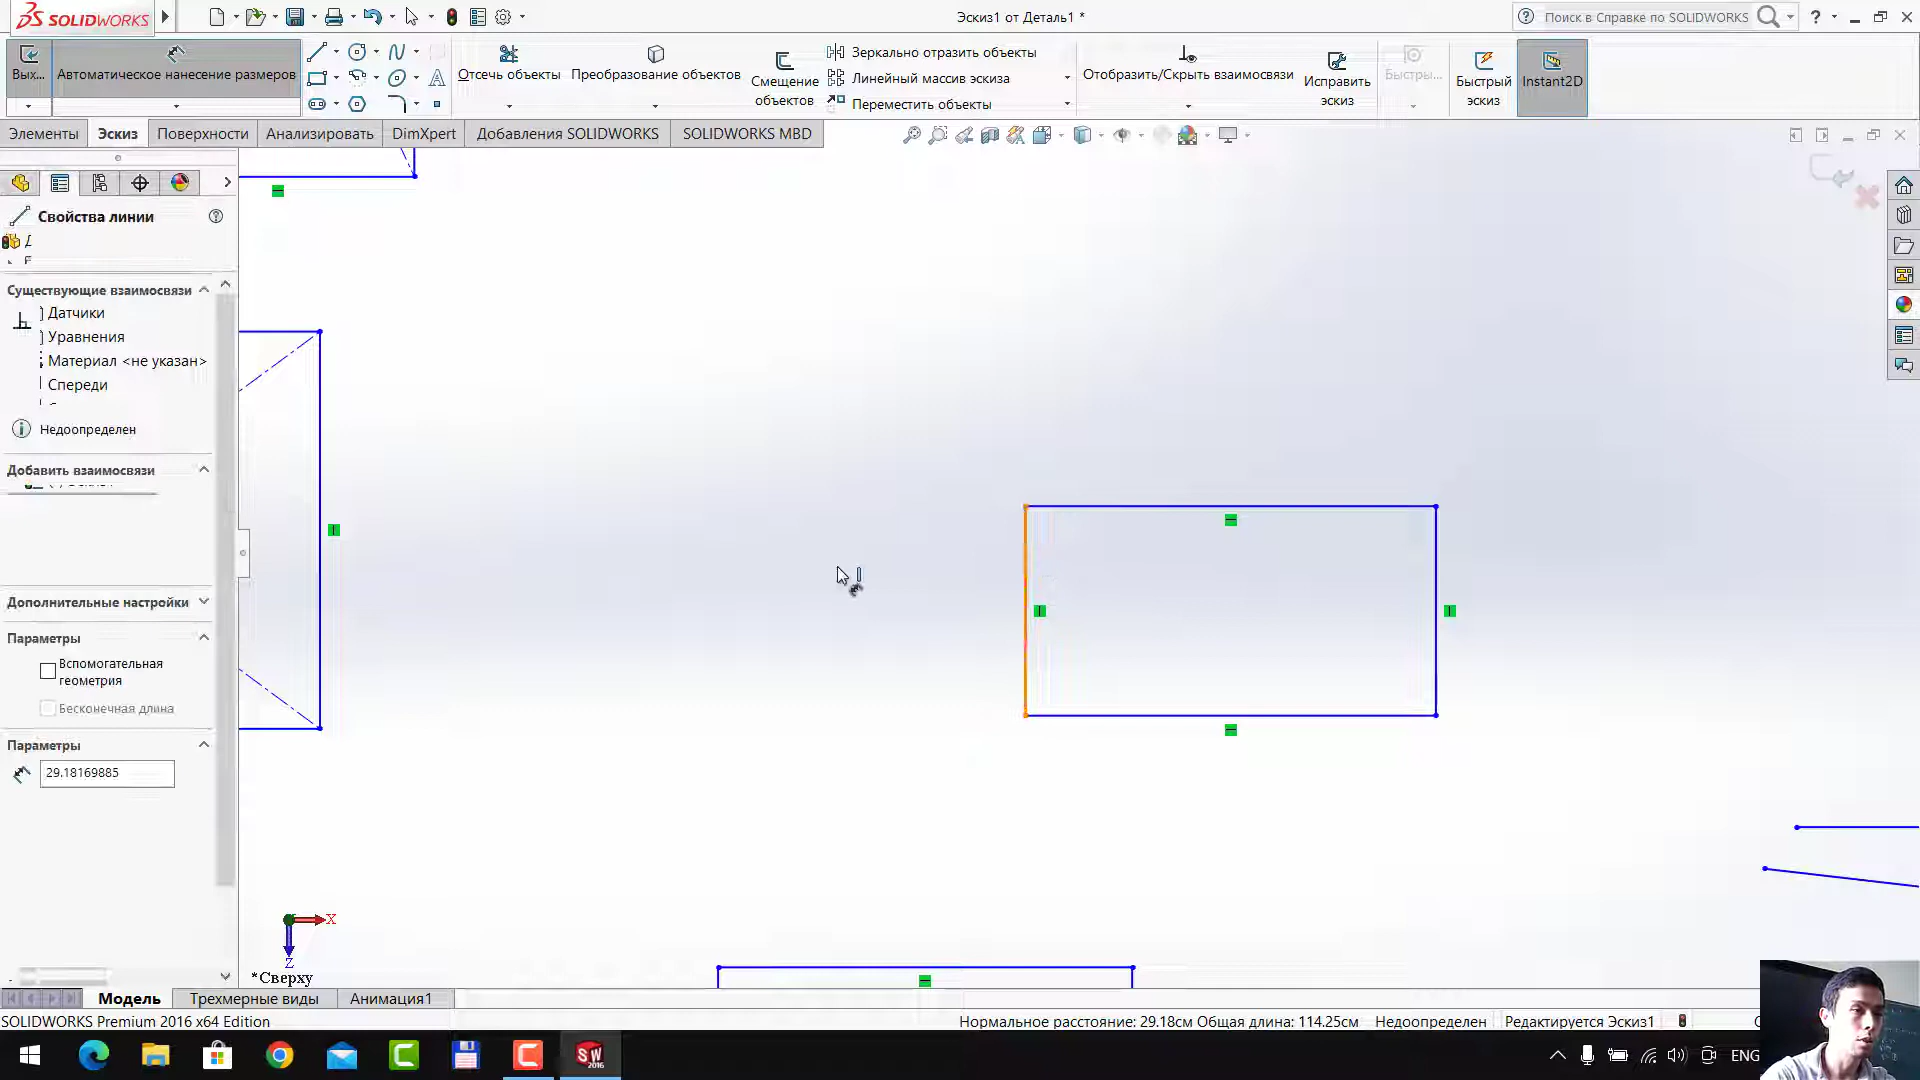 SOLIDWORKS
Эскиз1 от Деталь1 *
Поиск в Справке по SOLIDWORKS
Вых...
Автоматическое нанесение размеров
Отсечь объекты
Преобразование объектов
Смещение
объектов
Зеркально отразить объекты
Линейный массив эскиза
Переместить объекты
Отобразить/Скрыть взаимосвязи
Исправить
эскиз
Быстры...
Быстрый
эскиз
Instant2D
Элементы
Эскиз
Поверхности
Анализировать
DimXpert
Добавления SOLIDWORKS
SOLIDWORKS MBD
Свойства линии
Существующие взаимосвязи
Датчики
Уравнения
Материал <не указан>
Спереди
Недоопределен
Добавить взаимосвязи
Дополнительные настройки
Параметры
Вспомогательная
геометрия
Бесконечная длина
Параметры
29.18169885
X
Z
*Сверху
Модель
Трехмерные виды
Анимация1
SOLIDWORKS Premium 2016 x64 Edition
Нормальное расстояние: 29.18см Общая длина: 114.25см
Недоопределен
Редактируется Эскиз1
SW
2016
ENG